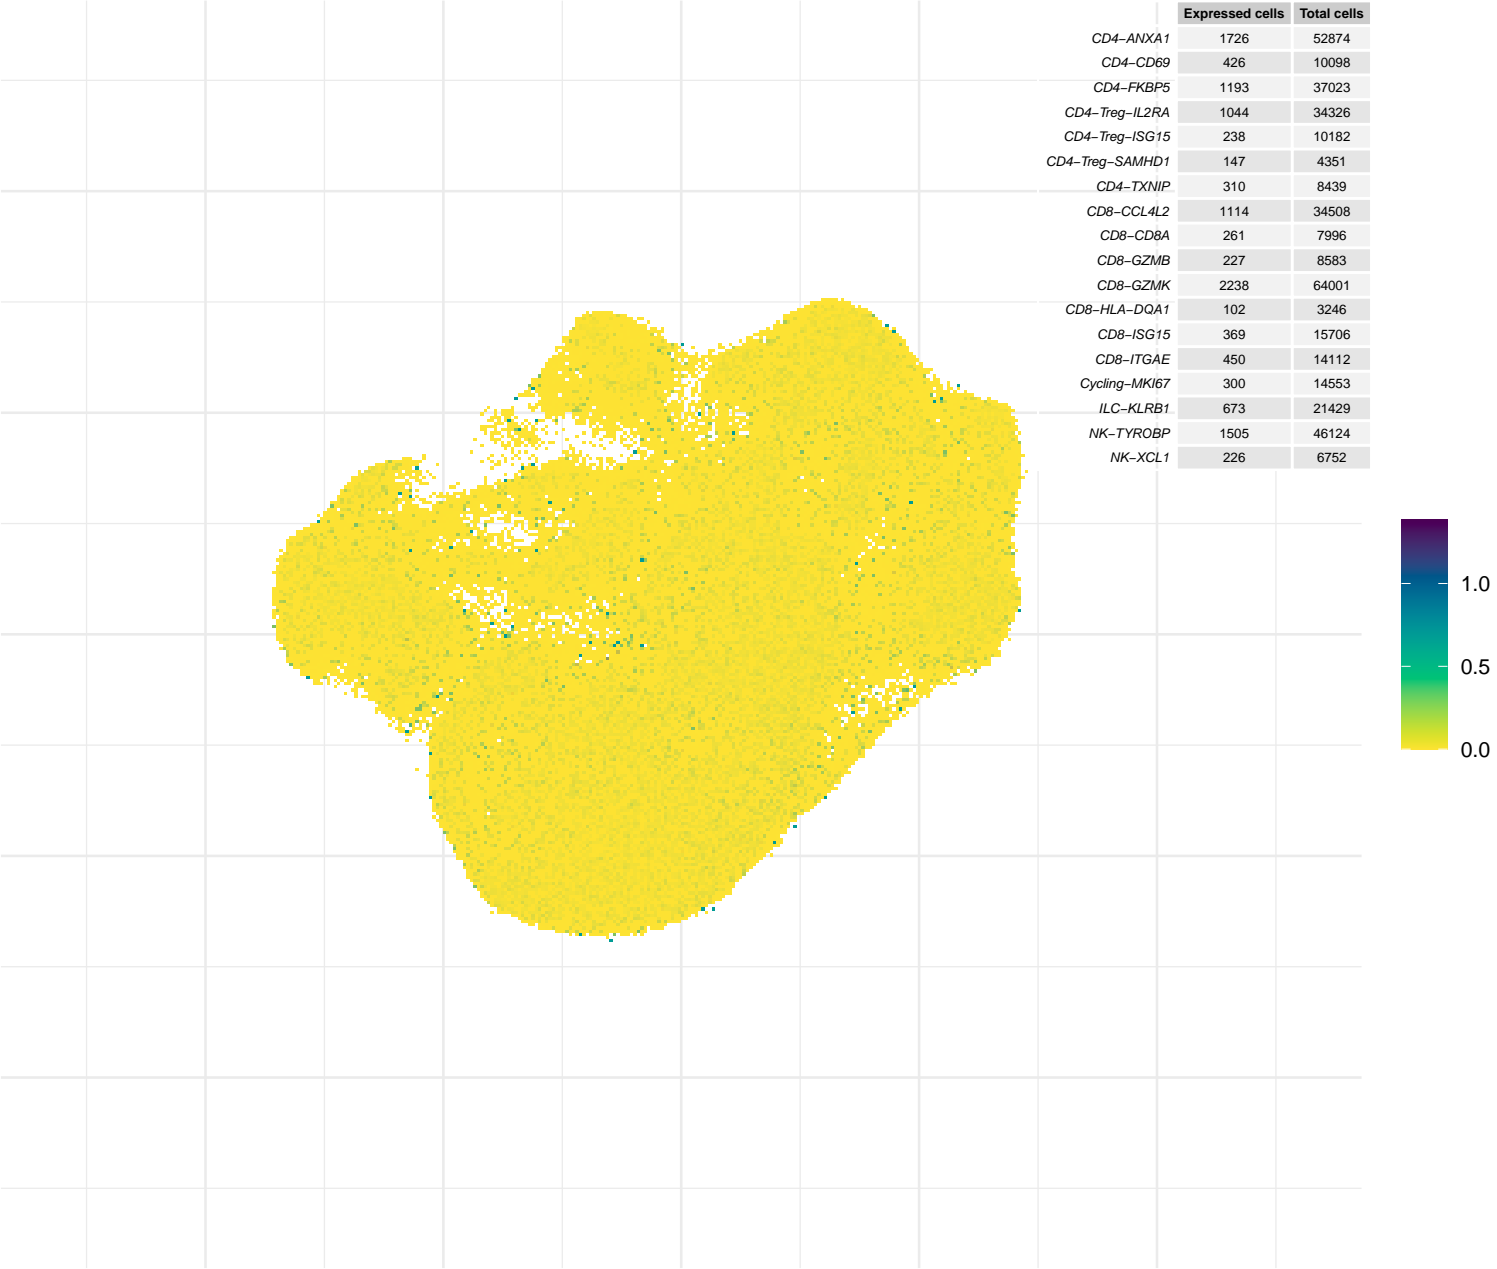 Expressed cells Total cells
CD4−ANXA1 1726 52874
CD4−CD69 426 10098
CD4−FKBP5 1193 37023
CD4−Treg−IL2RA 1044 34326
CD4−Treg−ISG15 238 10182
CD4−Treg−SAMHD1 147 4351
CD4−TXNIP 310 8439
CD8−CCL4L2 1114 34508
CD8−CD8A 261 7996
CD8−GZMB 227 8583
CD8−GZMK 2238 64001
CD8−HLA−DQA1 102 3246
CD8−ISG15 369 15706
CD8−ITGAE 450 14112
Cycling−MKI67 300 14553
ILC−KLRB1 673 21429
NK−TYROBP 1505 46124
NK−XCL1 226 6752
1.0
0.5
0.0